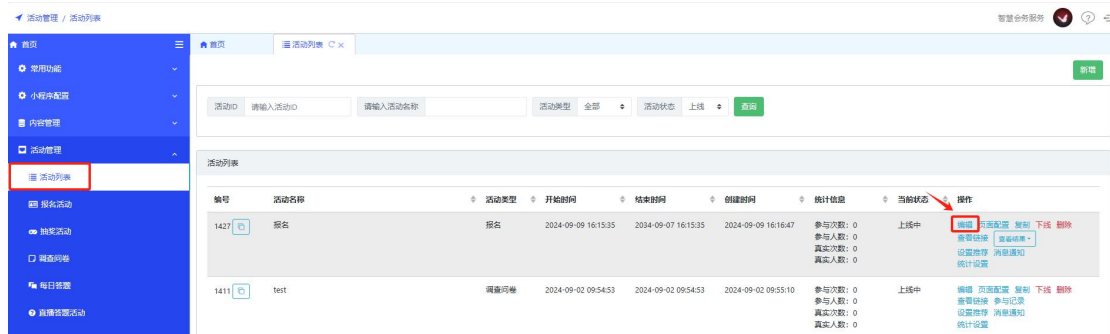 活动管理 / 活动列表
智慧会务服务
首页
首页
活动列表
常用功能
新增
小程序配置
活动ID 请输入活动ID 请输入活动名称 活动类型 全部 活动状态 上线 查询
内容管理
活动管理
活动列表
活动列表
编号 活动名称 活动类型 开始时间 结束时间 创建时间 统计信息 当前状态 操作
报名活动
1427 报名 报名 2024-09-09 16:15:35 2024-09-07 16:15:35 2024-09-09 16:16:47 参与次数: 0 上线中 编辑 页面配置 复制 下线 删除
参与人数: 0 查看链接 查看结果
真实次数: 0 设置推荐 消息通知
真实人数: 0 统计设置
抽奖活动
调查问卷
每日答题
1411 test 调查问卷 2024-09-02 09:54:53 2024-09-02 09:54:53 2024-09-02 09:55:10 参与次数: 0 上线中 编辑 页面配置 复制 下线 删除
参与人数: 0 查看链接 参与记录
真实次数: 0 设置推荐 消息通知
真实人数: 0 统计设置
直播答题活动